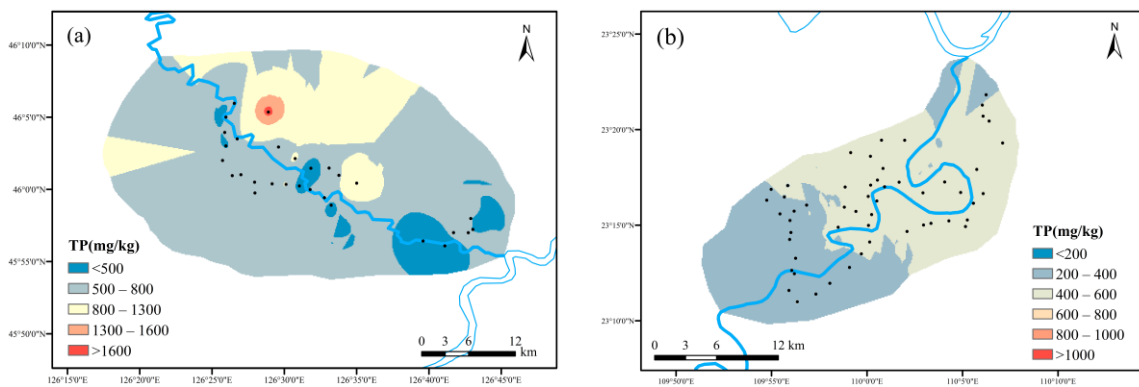 (a)
N
46°10'0"N
46°5'0"N
46°0'0"N
45°55'0"N
45°50'0"N
TP(mg/kg)
<500
500 – 800
800 – 1300
1300 – 1600
>1600
0 3 6 12
km
126°15'0"E 126°20'0"E 126°25'0"E 126°30'0"E 126°35'0"E 126°40'0"E 126°45'0"E
(b)
N
23°25'0"N
23°20'0"N
23°15'0"N
23°10'0"N
TP(mg/kg)
<200
200 – 400
400 – 600
600 – 800
800 – 1000
>1000
0 3 6 12
km
109°50'0"E 109°55'0"E 110°0'0"E 110°5'0"E 110°10'0"E